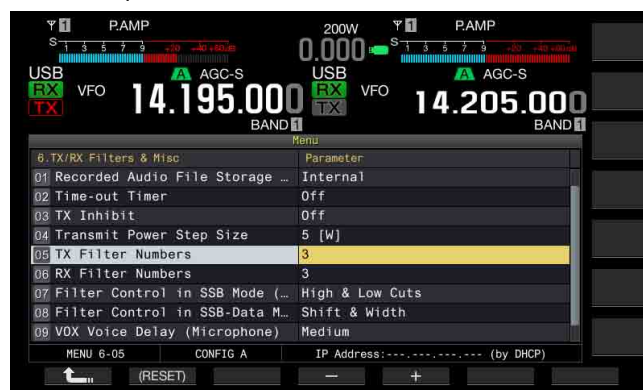 1 P.AMP 200W 1 P.AMP
S 1 3 5 7 9 +20 +40 +60dB 0.000 S 1 3 5 7 9 +20 +40 +60dB
USB A AGC-S USB A AGC-S
RX VFO 14.195.000 RX VFO 14.205.000
TX TX
BAND 1 BAND 1
Menu
6.TX/RX Filters & Misc Parameter
01 Recorded Audio File Storage … Internal
02 Time-out Timer Off
03 TX Inhibit Off
04 Transmit Power Step Size 5 [W]
05 TX Filter Numbers 3
06 RX Filter Numbers 3
07 Filter Control in SSB Mode (… High & Low Cuts
08 Filter Control in SSB-Data M… Shift & Width
09 VOX Voice Delay (Microphone) Medium
MENU 6-05 CONFIG A IP Address:---.---.---.--- (by DHCP)
(RESET) − +